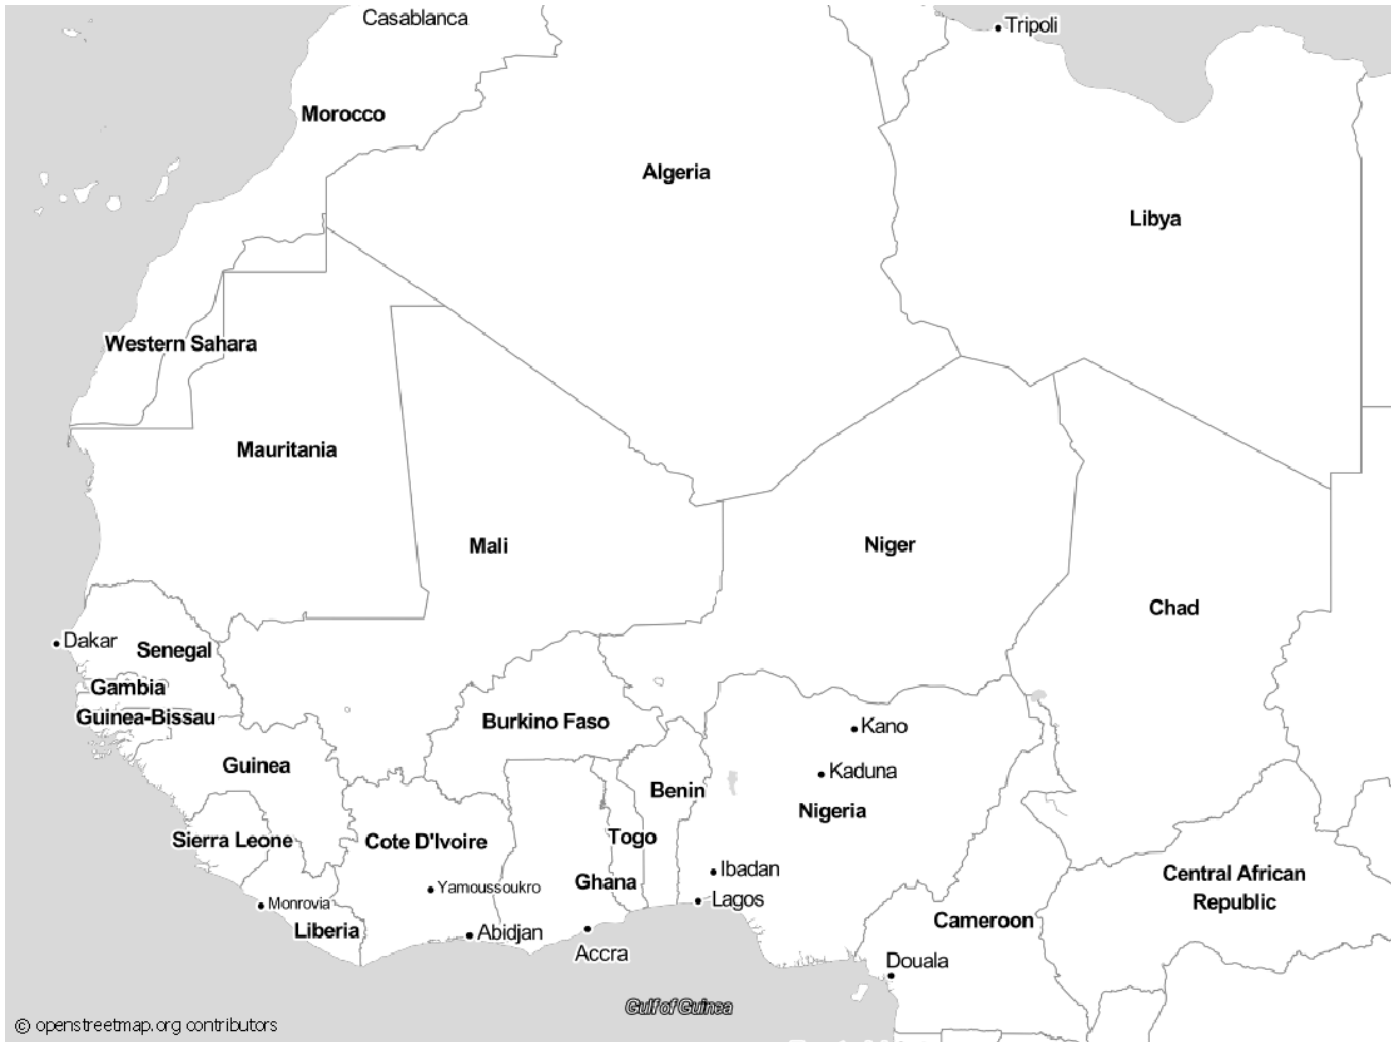 Casablanca
Tripoli
Morocco
Algeria
Libya
Western Sahara
Mauritania
Mali
Niger
Chad
Dakar
Senegal
Gambia
Guinea-Bissau
Burkino Faso
Kano
Guinea
Kaduna
Benin
Nigeria
Sierra Leone
Cote D'Ivoire
Togo
Ibadan
Central African
Republic
Ghana
Yamoussoukro
Lagos
Monrovia
Cameroon
Liberia
Abidjan
Accra
Douala
Gulf of Guinea
© openstreetmap.org contributors